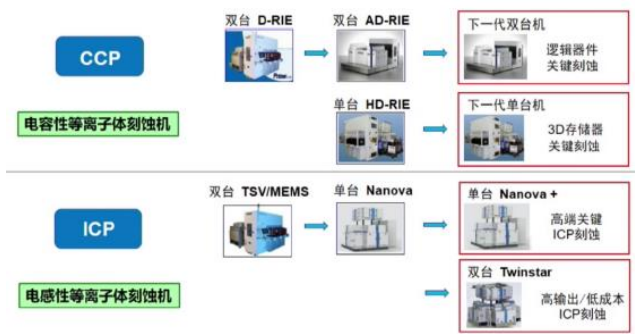 双台 D-RIE
双台 AD-RIE
下一代双台机
CCP
逻辑器件
关键刻蚀
电容性等离子体刻蚀机
单台 HD-RIE
下一代单台机
3D存储器
关键刻蚀
双台 TSV/MEMS
单台 Nanova
单台 Nanova +
ICP
高端关键
ICP刻蚀
电感性等离子体刻蚀机
双台 Twinstar
高输出/低成本
ICP刻蚀